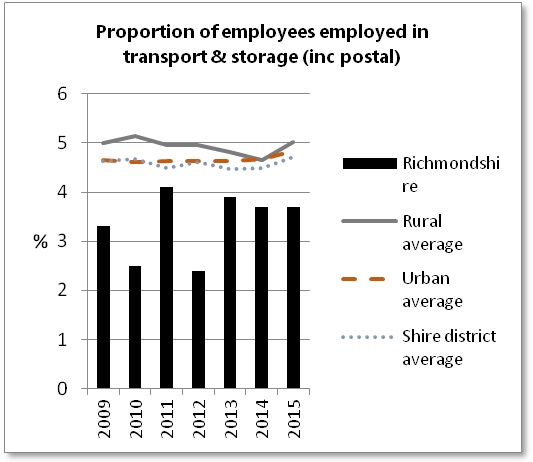 Proportion of employees employed in
transport & storage (inc postal)
6
5
4
3
2
1
0
%
2009
2010
2011
2012
2013
2014
2015
Richmondshi
re
Rural
average
Urban
average
Shire district
average